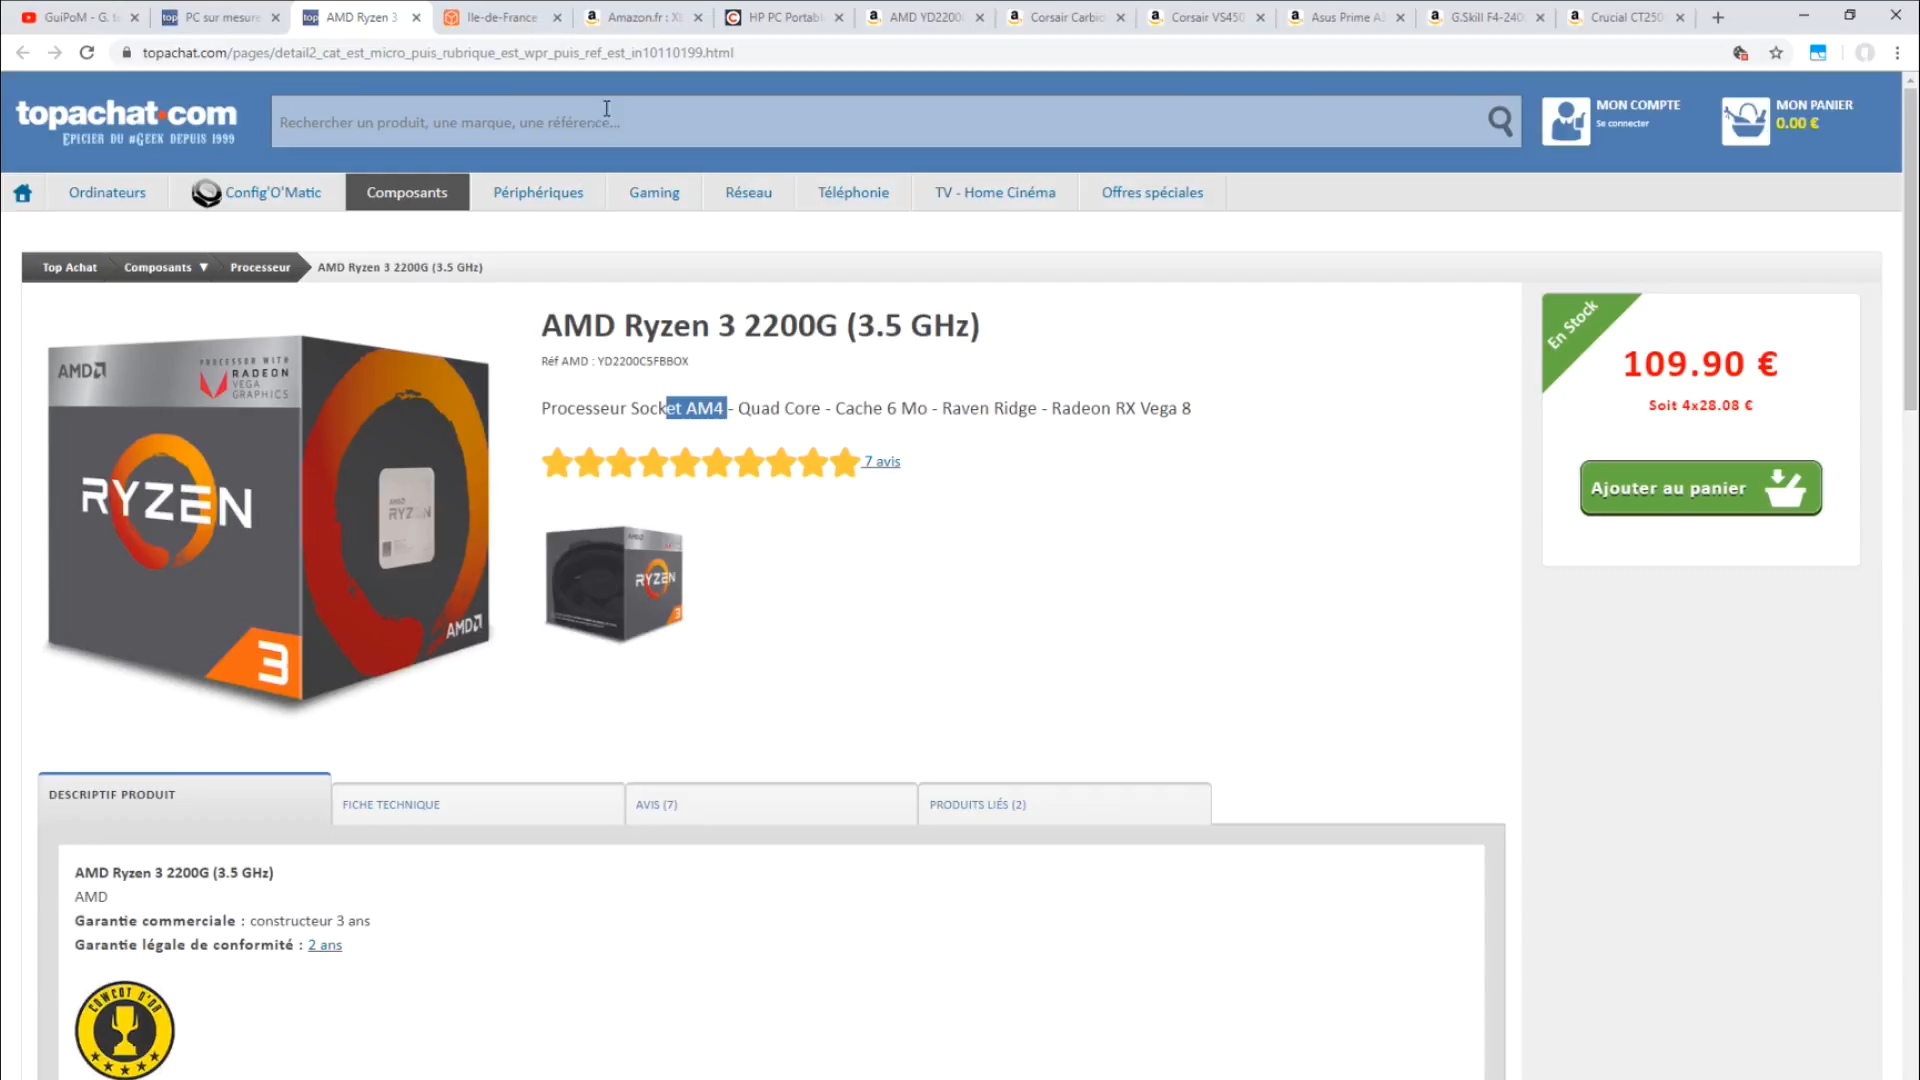 GuiPoM - G. t
PC sur mesure
AMD Ryzen 3
Ile-de-France
Amazon.fr :
HP PC Portab
AMD YD2200
Corsair Carbi
Corsair VS450
Asus Prime A
G.Skill F4-240
Crucial CT250
topachat.com/pages/detail2_cat_est_micro_puis_rubrique_est_wpr_puis_ref_est_in10110199.html
topachat.com
EPICIER DU #GEEK DEPUIS 1999
Rechercher un produit, une marque, une référence...
MON COMPTE
Se connecter
MON PANIER
0.00 €
Ordinateurs
Config'O'Matic
Composants
Périphériques
Gaming
Réseau
Téléphonie
TV - Home Cinéma
Offres spéciales
Top Achat
Composants ▼
Processeur
AMD Ryzen 3 2200G (3.5 GHz)
AMD Ryzen 3 2200G (3.5 GHz)
Réf AMD : YD2200C5FBBOX
Processeur Socket AM4 - Quad Core - Cache 6 Mo - Raven Ridge - Radeon RX Vega 8
7 avis
En Stock
109.90 €
Soit 4x28.08 €
Ajouter au panier
AMD
PROCESSOR WITH
RADEON
VEGA
GRAPHICS
RYZEN
AMD
RYZEN
3
AMD
RYZEN
3
DESCRIPTIF PRODUIT
FICHE TECHNIQUE
AVIS (7)
PRODUITS LIÉS (2)
AMD Ryzen 3 2200G (3.5 GHz)
AMD
Garantie commerciale : constructeur 3 ans
Garantie légale de conformité : 2 ans
COWCOT D'OR